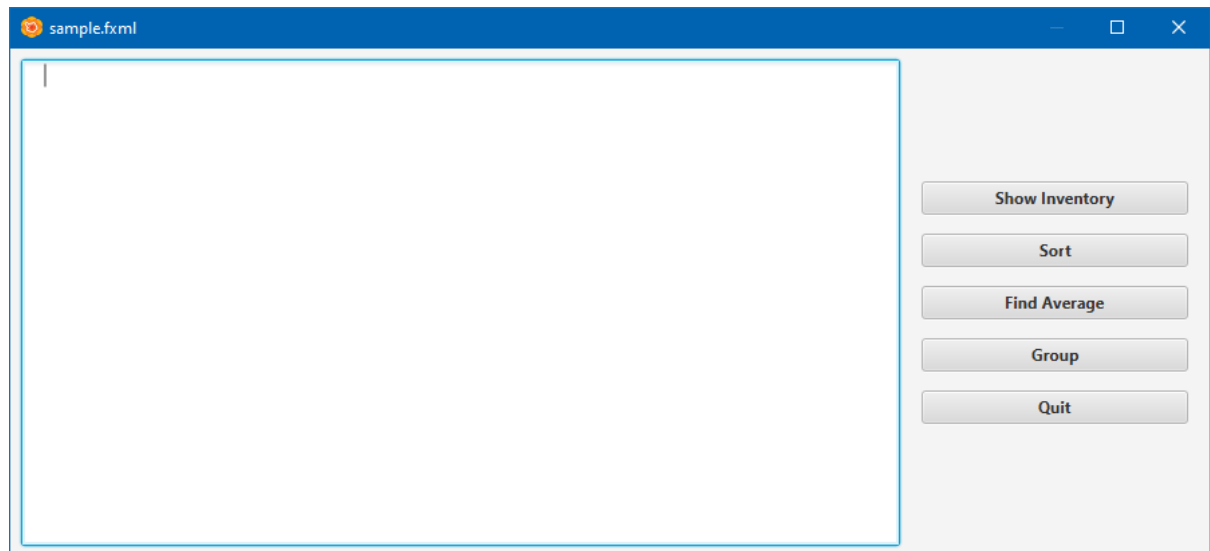 sample.fxml
Show Inventory
Sort
Find Average
Group
Quit